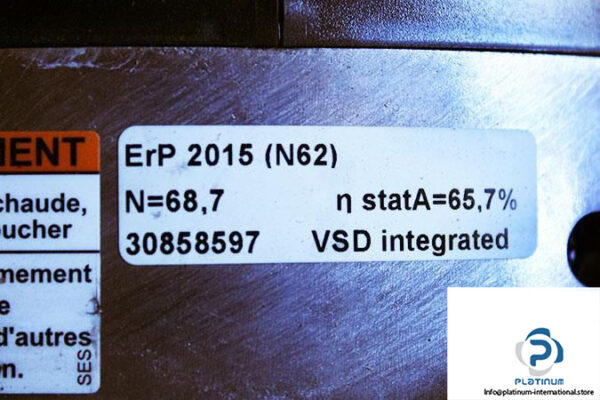 MENT
chaude,
oucher
mement
e
d'autres
n.
SES
ErP 2015 (N62)
N=68,7 η statA=65,7%
30858597 VSD integrated
P
PLATINUM
Info@platinum-international.store